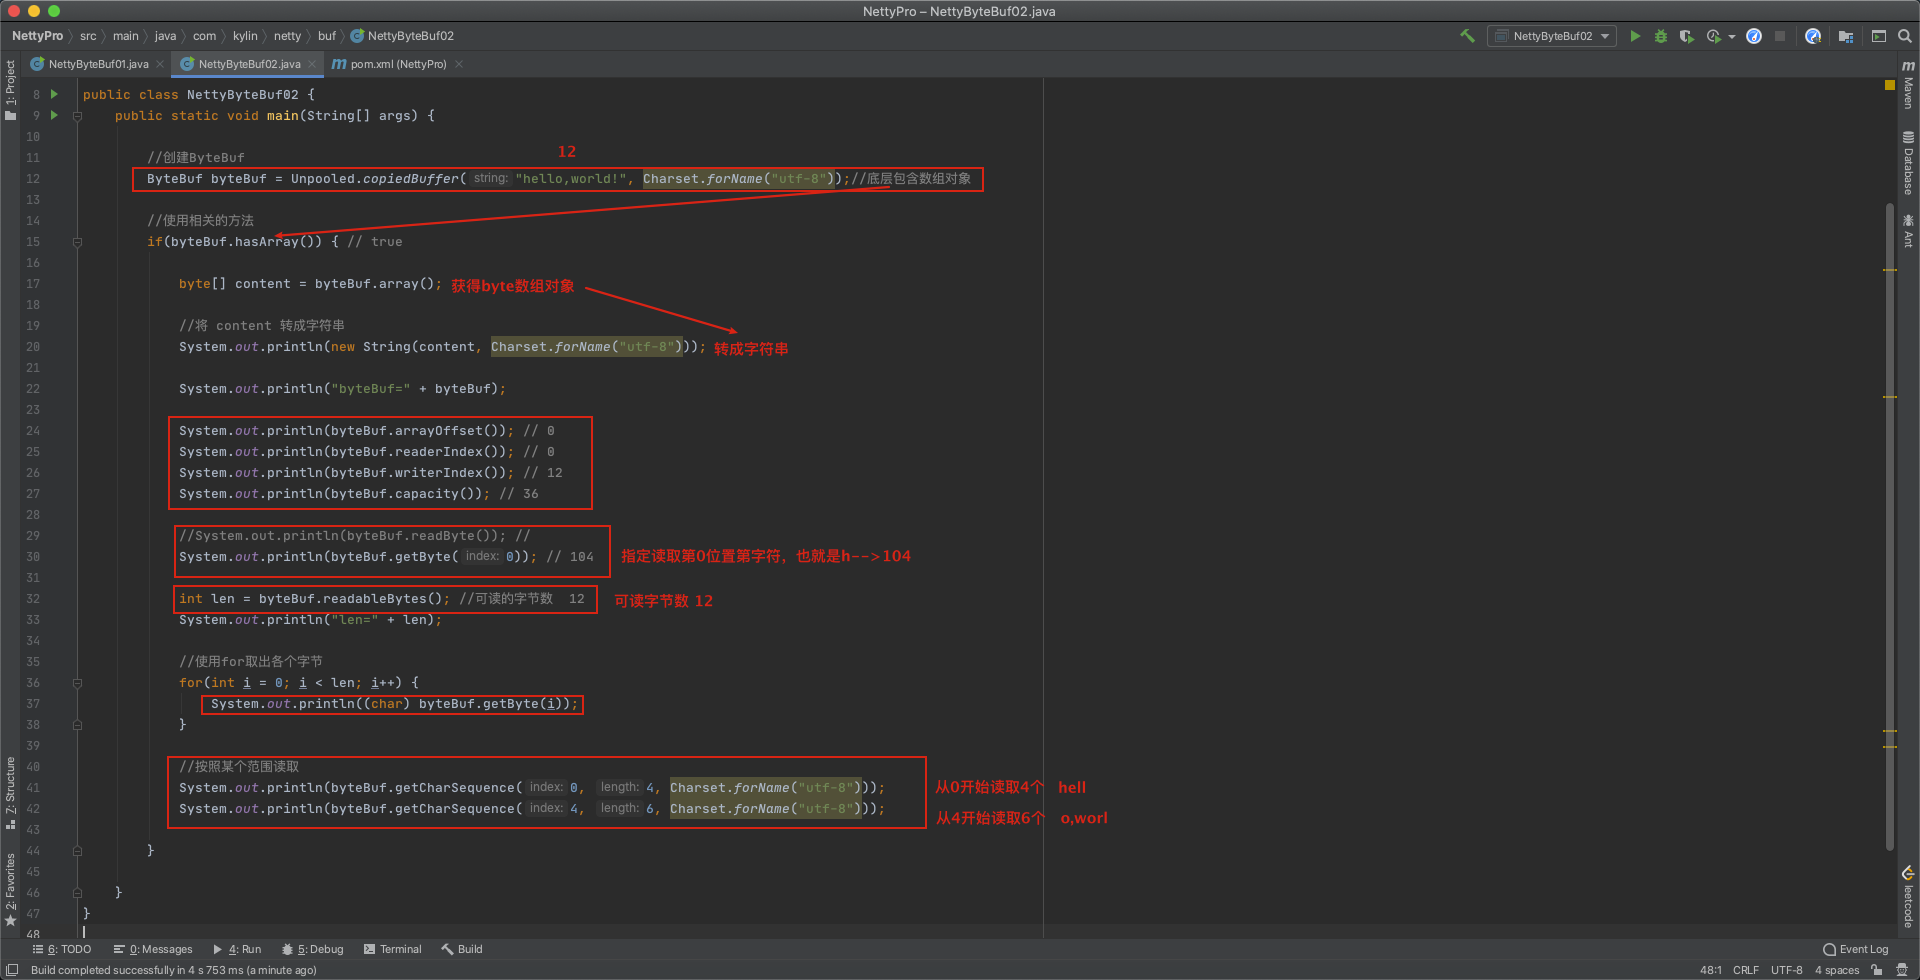 NettyPro – NettyByteBuf02.java
NettyPro src main java com kylin netty buf NettyByteBuf02
NettyByteBuf02
NettyByteBuf01.java NettyByteBuf02.java pom.xml (NettyPro)
1: Project
Maven
Database
Ant
8 public class NettyByteBuf02 {
9 public static void main(String[] args) {
10
12
11 //创建ByteBuf
12 ByteBuf byteBuf = Unpooled.copiedBuffer( string: "hello,world!", Charset.forName("utf-8"));//底层包含数组对象
13
14 //使用相关的方法
15 if(byteBuf.hasArray()) { // true
16
17 byte[] content = byteBuf.array(); 获得byte数组对象
18
19 //将 content 转成字符串
20 System.out.println(new String(content, Charset.forName("utf-8"))); 转成字符串
21
22 System.out.println("byteBuf=" + byteBuf);
23
24 System.out.println(byteBuf.arrayOffset()); // 0
25 System.out.println(byteBuf.readerIndex()); // 0
26 System.out.println(byteBuf.writerIndex()); // 12
27 System.out.println(byteBuf.capacity()); // 36
28
29 //System.out.println(byteBuf.readByte()); //
30 System.out.println(byteBuf.getByte( index: 0)); // 104 指定读取第0位置第字符，也就是h-->104
31
32 int len = byteBuf.readableBytes(); //可读的字节数 12 可读字节数 12
33 System.out.println("len=" + len);
34
35 //使用for取出各个字节
36 for(int i = 0; i < len; i++) {
37 System.out.println((char) byteBuf.getByte(i));
38 }
39
40 //按照某个范围读取
41 System.out.println(byteBuf.getCharSequence( index: 0, length: 4, Charset.forName("utf-8"))); 从0开始读取4个 hell
42 System.out.println(byteBuf.getCharSequence( index: 4, length: 6, Charset.forName("utf-8"))); 从4开始读取6个 o,worl
43
44 }
45
46 }
47 }
48
7: Structure
2: Favorites
leetcode
6: TODO 0: Messages 4: Run 5: Debug Terminal Build Event Log
Build completed successfully in 4 s 753 ms (a minute ago) 48:1 CRLF UTF-8 4 spaces